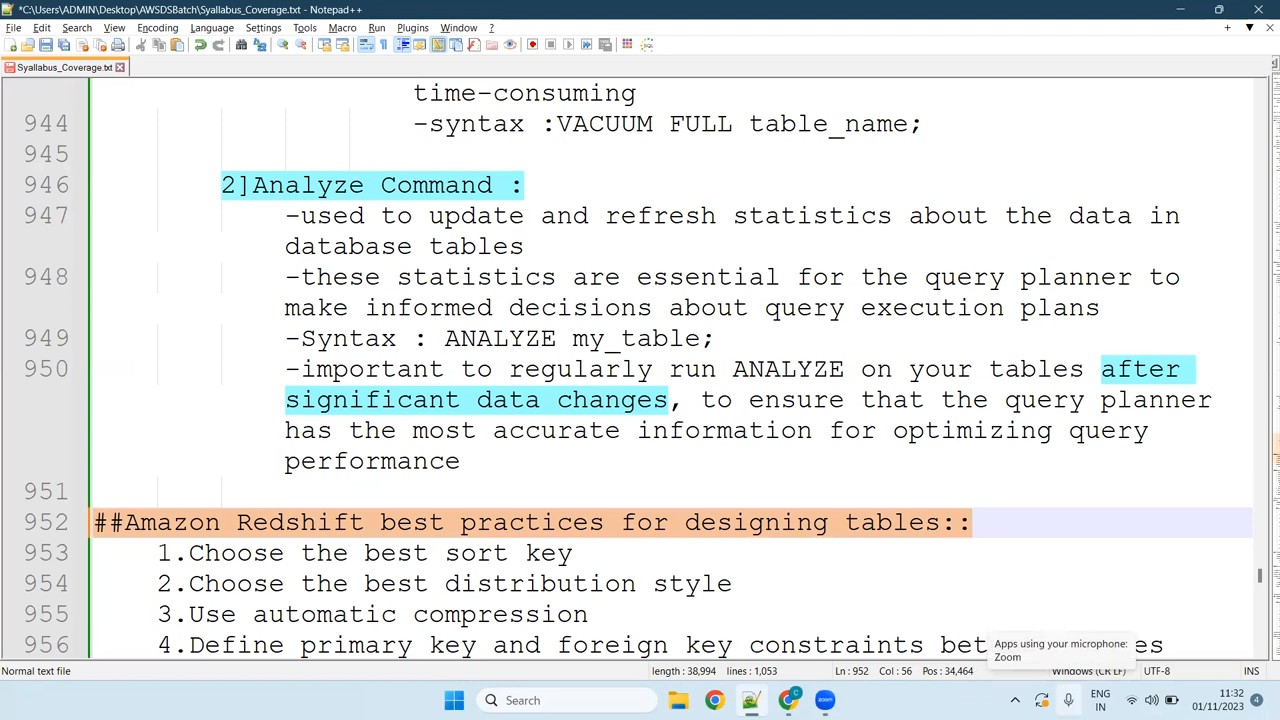 *C:\Users\ADMIN\Desktop\AWSDSBatch\Syallabus_Coverage.txt - Notepad++
File Edit Search View Encoding Language Settings Tools Macro Run Plugins Window ?
Syallabus_Coverage.txt
time-consuming
944 -syntax :VACUUM FULL table_name;
945
946 2]Analyze Command :
947 -used to update and refresh statistics about the data in
database tables
948 -these statistics are essential for the query planner to
make informed decisions about query execution plans
949 -Syntax : ANALYZE my_table;
950 -important to regularly run ANALYZE on your tables after
significant data changes, to ensure that the query planner
has the most accurate information for optimizing query
performance
951
952 ##Amazon Redshift best practices for designing tables::
953 1.Choose the best sort key
954 2.Choose the best distribution style
955 3.Use automatic compression
956 4.Define primary key and foreign key constraints
Apps using your microphone:
Zoom
Normal text file length : 38,994 lines : 1,053 Ln : 952 Col : 56 Pos : 34,464 Windows (CR LF) UTF-8 INS
Search
ENG
IN
11:32
01/11/2023
4